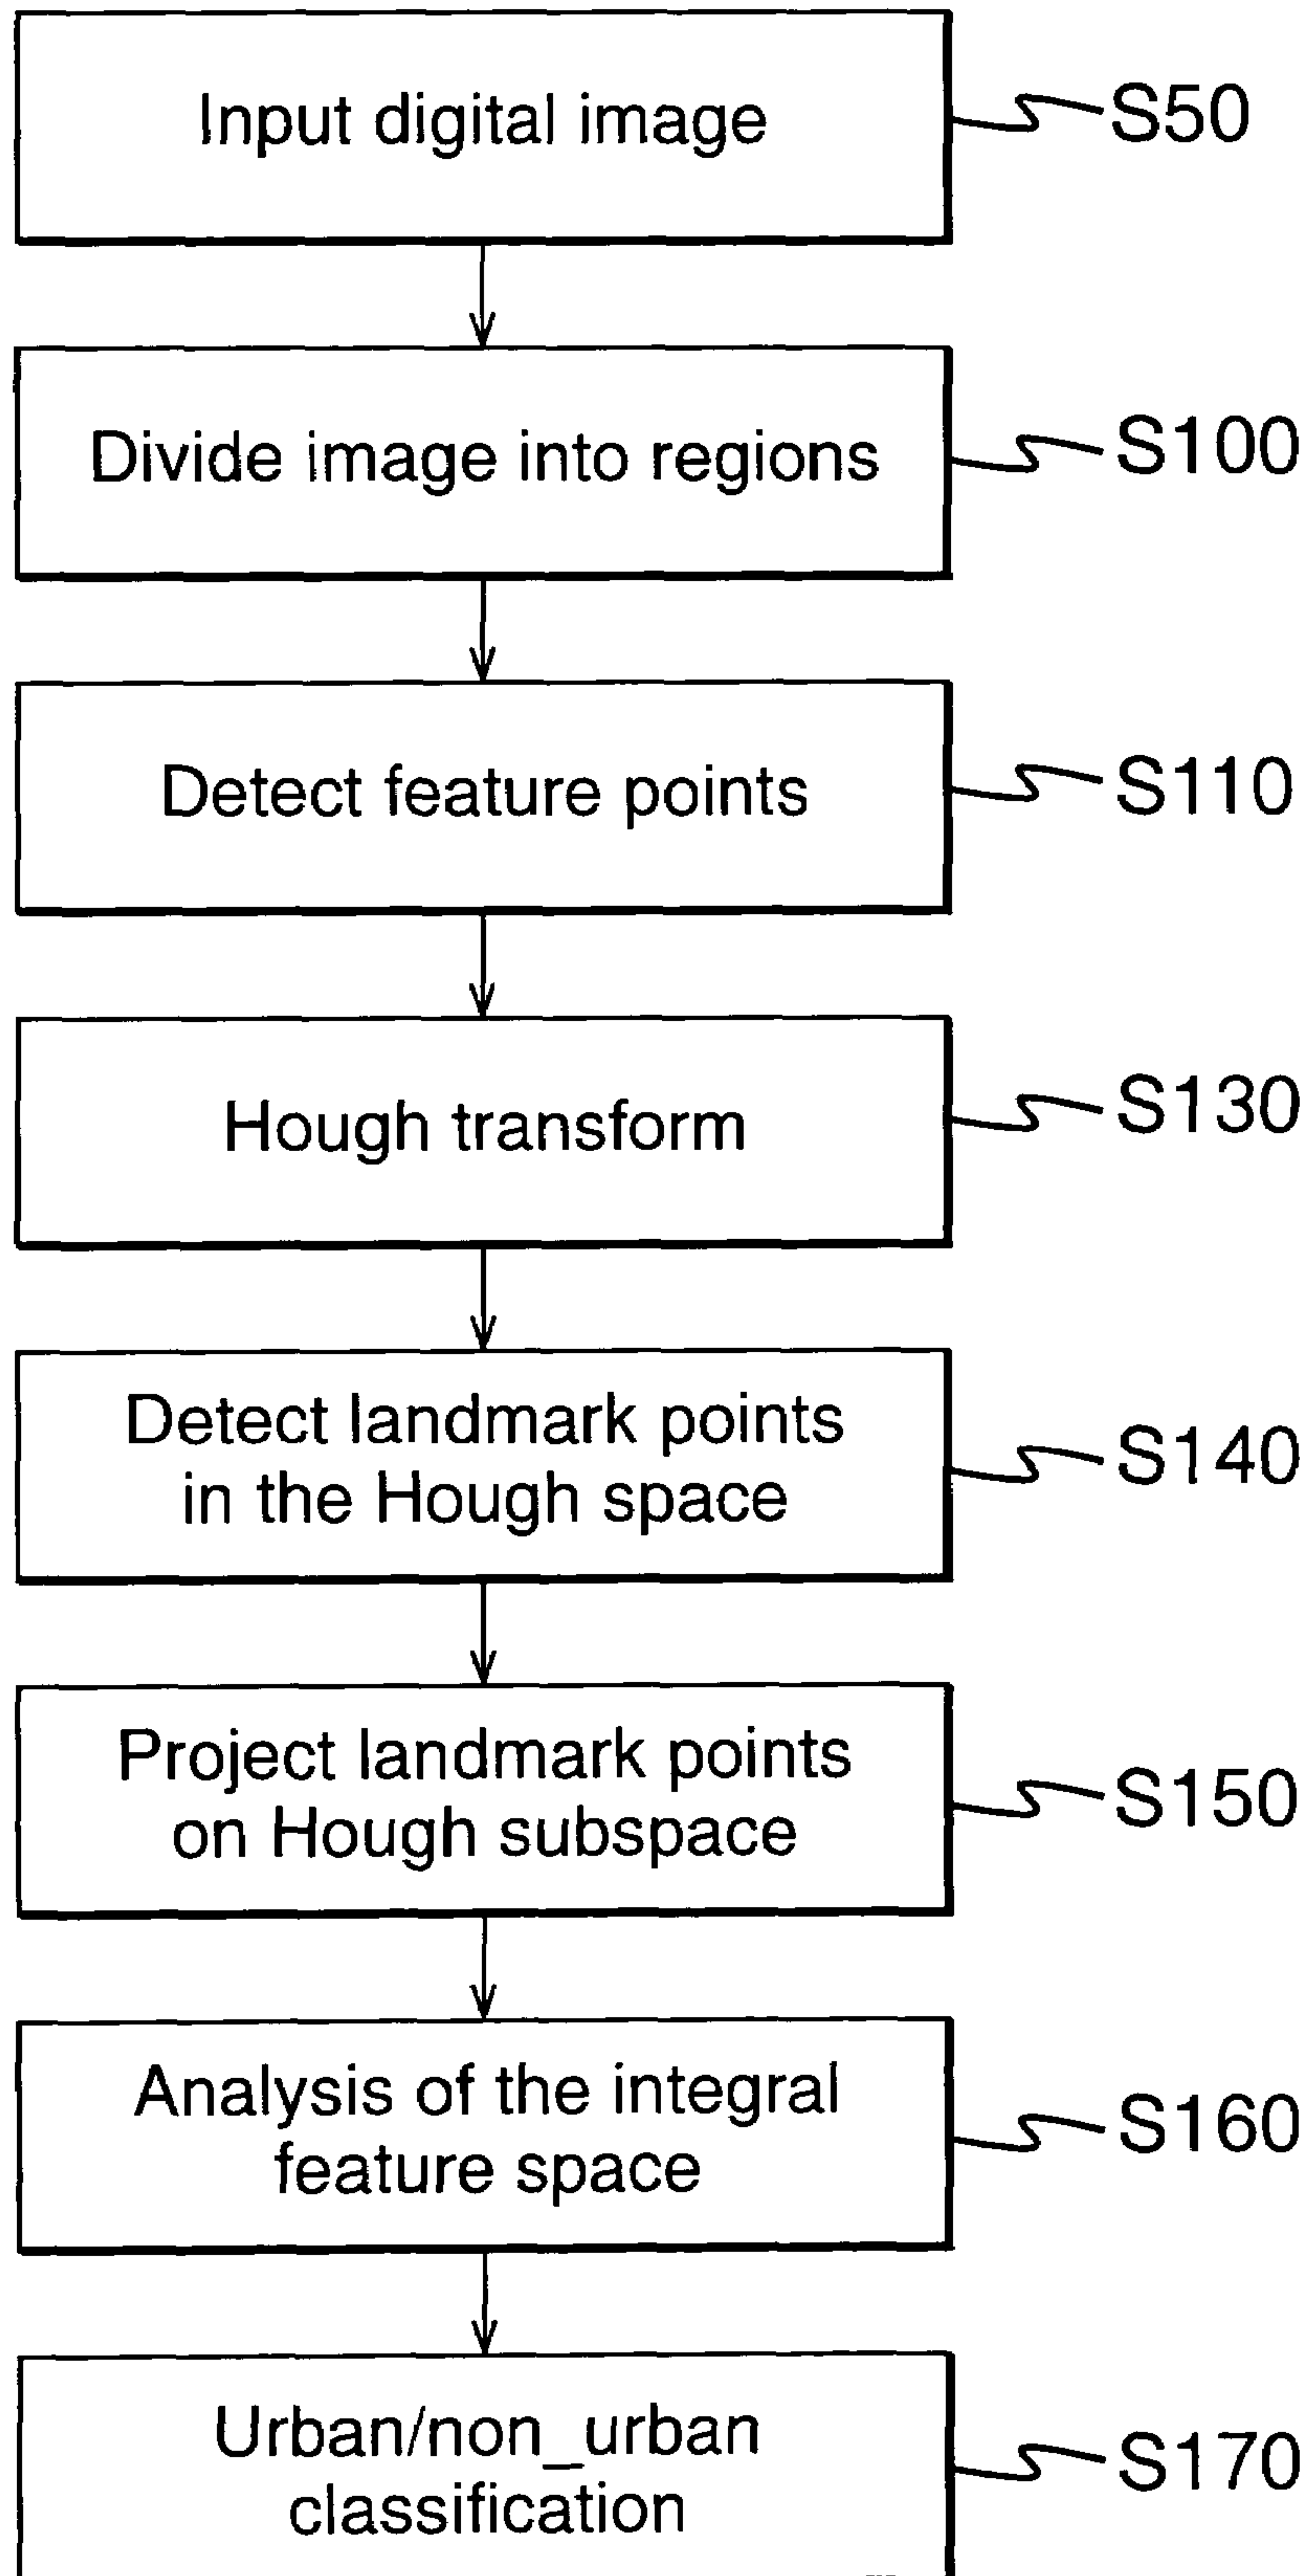 Input digital image
S50
Divide image into regions
S100
Detect feature points
S110
Hough transform
S130
Detect landmark points
in the Hough space
S140
Project landmark points
on Hough subspace
S150
Analysis of the integral
feature space
S160
Urban/non_urban
classification
S170